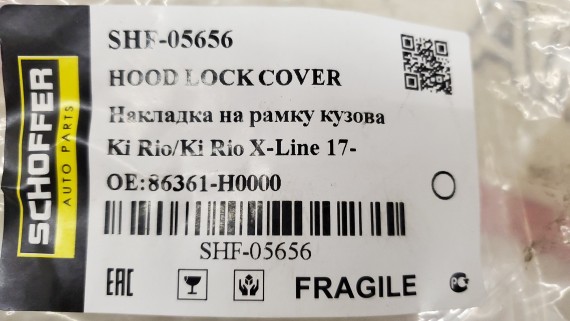 SCHOFFER
AUTO PARTS
SHF-05656
HOOD LOCK COVER
Накладка на рамку кузова
Ki Rio/Ki Rio X-Line 17-
OE:86361-H0000
SHF-05656
EAC FRAGILE